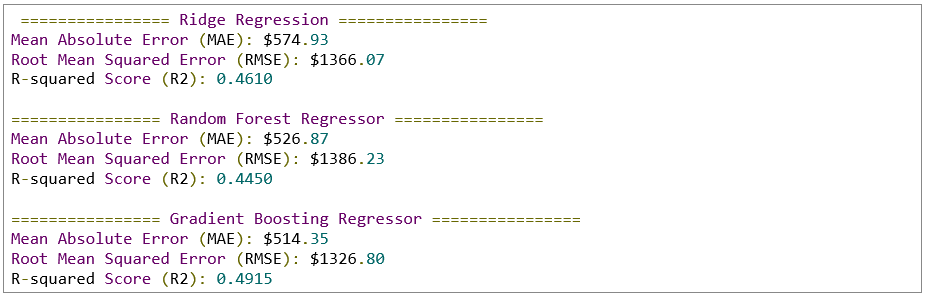 ================ Ridge Regression ================
Mean Absolute Error (MAE): $574.93
Root Mean Squared Error (RMSE): $1366.07
R-squared Score (R2): 0.4610
================ Random Forest Regressor ================
Mean Absolute Error (MAE): $526.87
Root Mean Squared Error (RMSE): $1386.23
R-squared Score (R2): 0.4450
================ Gradient Boosting Regressor ================
Mean Absolute Error (MAE): $514.35
Root Mean Squared Error (RMSE): $1326.80
R-squared Score (R2): 0.4915